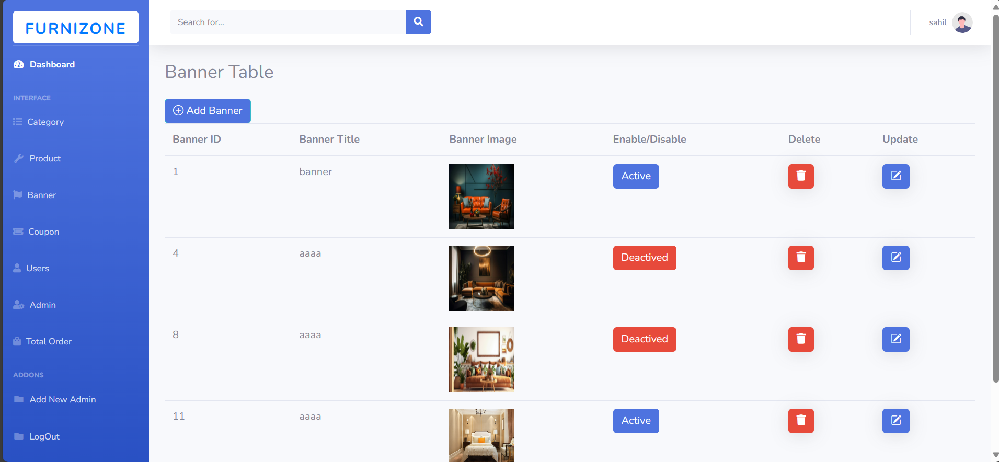 FURNIZONE
Dashboard
INTERFACE
Category
Product
Banner
Coupon
Users
Admin
Total Order
ADDONS
Add New Admin
LogOut
Search for...
sahil
Banner Table
Add Banner
Banner ID Banner Title Banner Image Enable/Disable Delete Update
1 banner Active
4 aaaa Deactived
8 aaaa Deactived
11 aaaa Active